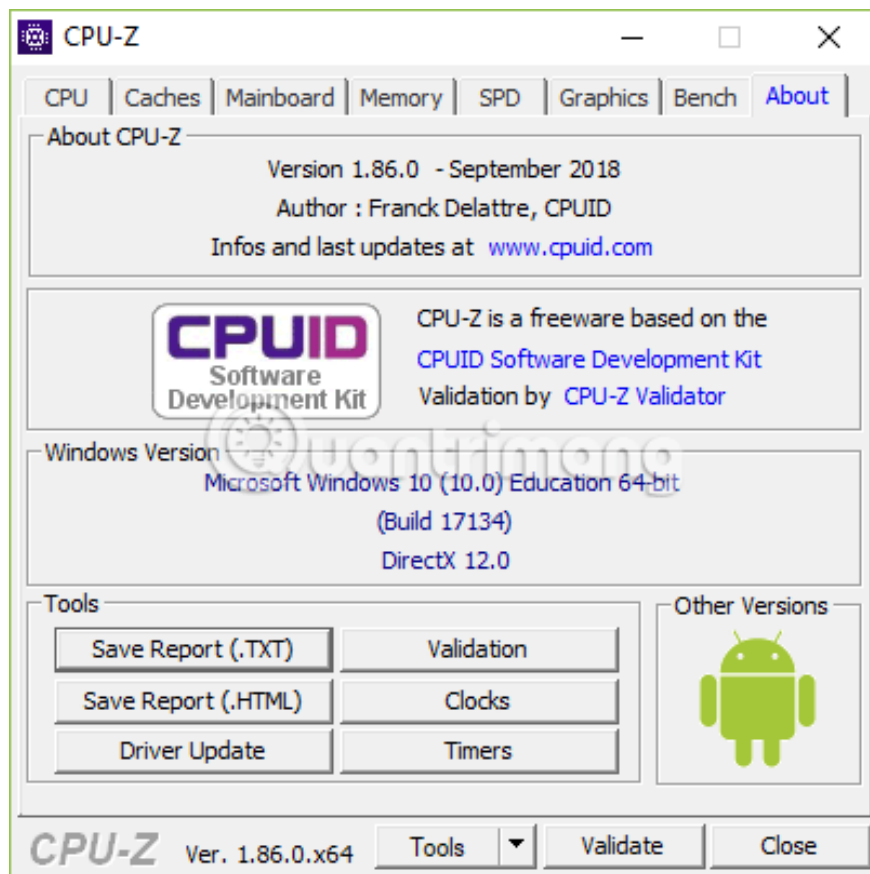 CPU-Z
CPU Caches Mainboard Memory SPD Graphics Bench About
About CPU-Z
Version 1.86.0 - September 2018
Author : Franck Delattre, CPUID
Infos and last updates at www.cpuid.com
CPUID
Software
Development Kit
CPU-Z is a freeware based on the
CPUID Software Development Kit
Validation by CPU-Z Validator
Quantrimang
Windows Version
Microsoft Windows 10 (10.0) Education 64-bit
(Build 17134)
DirectX 12.0
Tools
Save Report (.TXT) Validation
Save Report (.HTML) Clocks
Driver Update Timers
Other Versions
CPU-Z Ver. 1.86.0.x64 Tools Validate Close